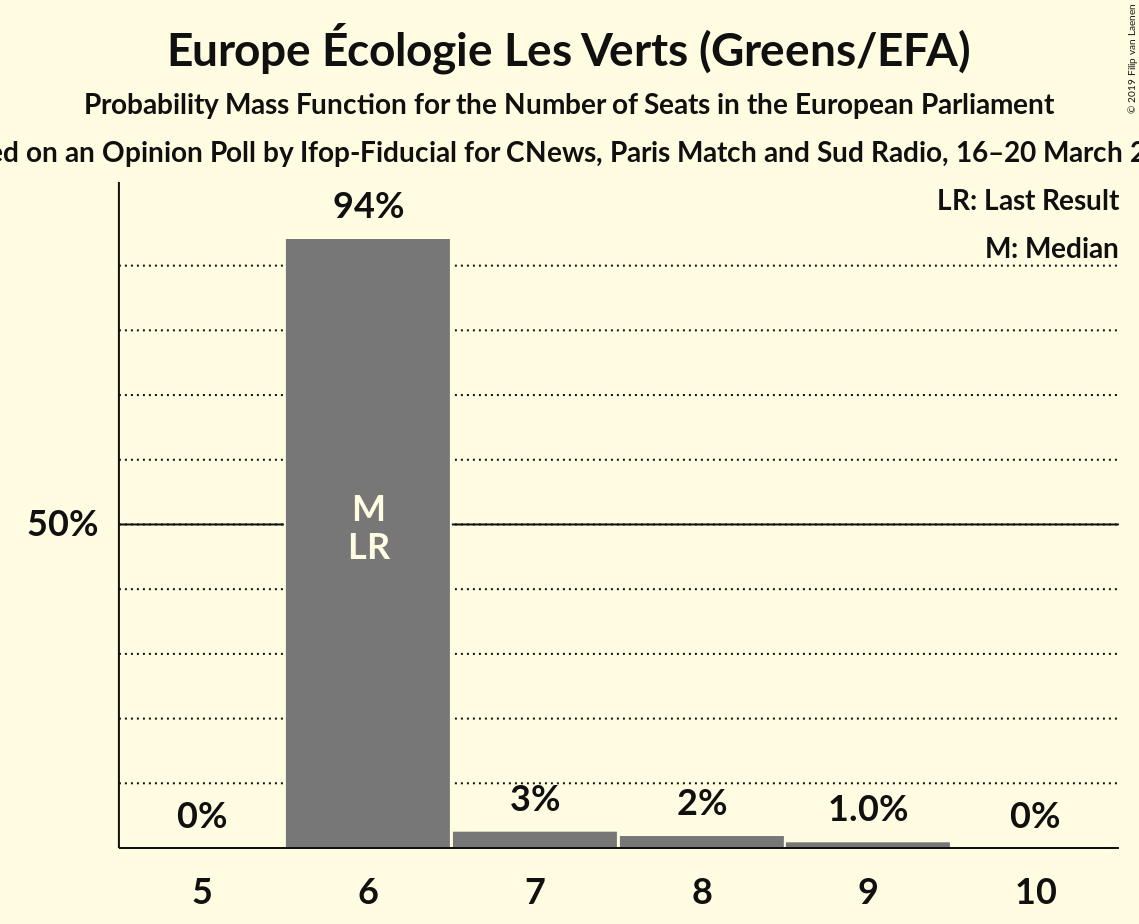 Europe Écologie Les Verts (Greens/EFA)
Probability Mass Function for the Number of Seats in the European Parliament
on an Opinion Poll by Ifop-Fiducial for CNews, Paris Match and Sud Radio, 16–20 March
© 2019 Filip van Laenen
LR: Last Result
M: Median
94%
50%
M
LR
0%
3%
2%
1.0%
0%
5 6 7 8 9 10